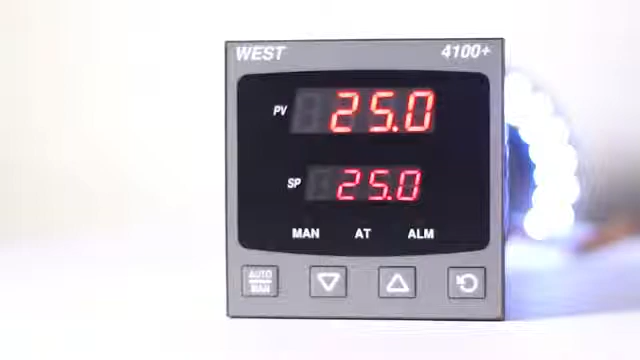 WEST 4100+
PV 25.0
SP 25.0
MAN AT ALM
AUTO
MAN